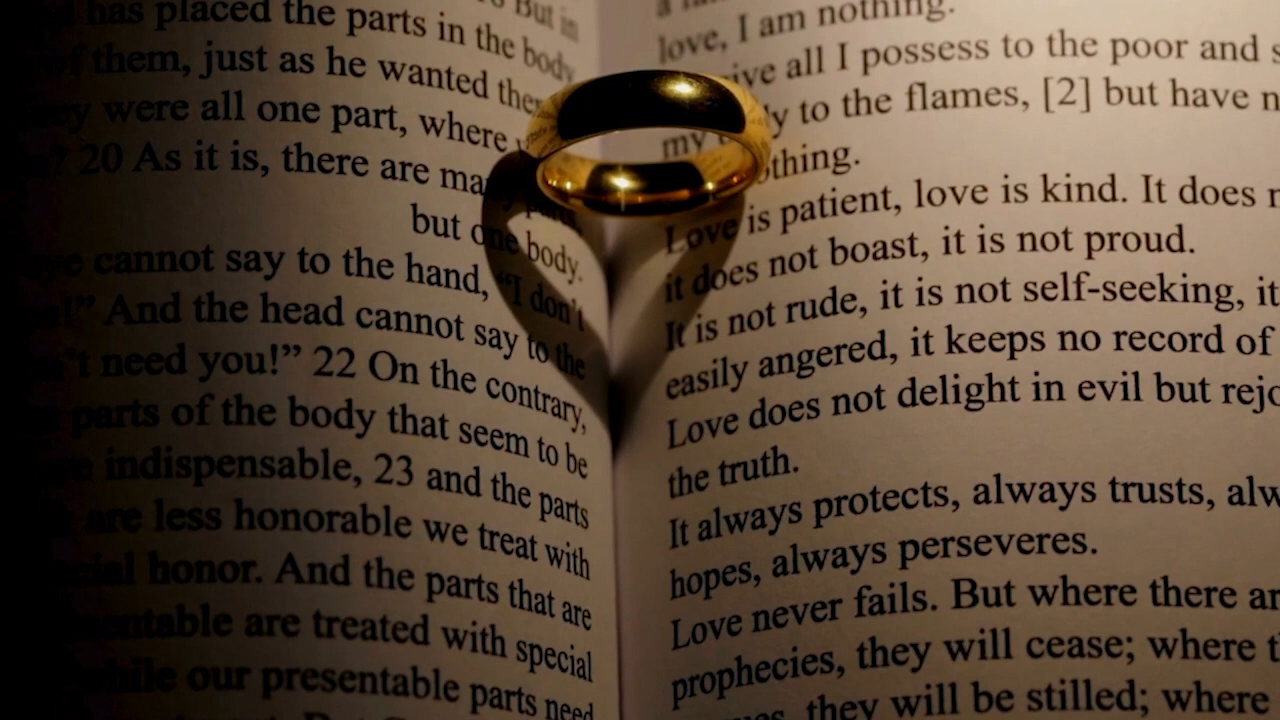 has placed the parts in the body
of them, just as he wanted
were all one part, where
20 As it is, there are many parts,
but one body.
cannot say to the hand, “I don’t
And the head cannot say to the
need you!” 22 On the contrary,
parts of the body that seem to be
indispensable, 23 and the parts
are less honorable we treat with
honor. And the parts that are
are treated with special
while our presentable parts need
love, I am nothing.
all I possess to the poor and
to the flames, [2] but have
my
Love is patient, love is kind. It does
it does not boast, it is not proud.
It is not rude, it is not self-seeking, it
easily angered, it keeps no record of
Love does not delight in evil but
the truth.
It always protects, always trusts,
hopes, always perseveres.
Love never fails. But where there
prophecies, they will cease; where
they will be stilled; where